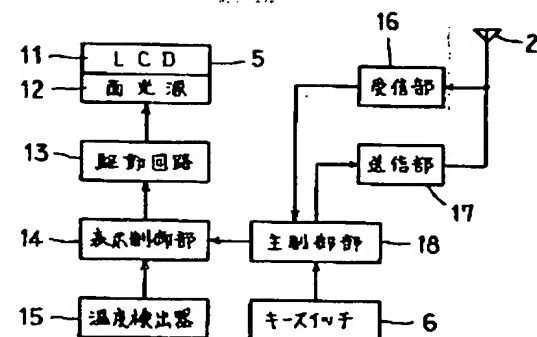 16
2
11 LCD 5
12 面光源
受信部
13 駆動回路
送信部
17
14 表示制御部
主制部部 18
15 温度検出器
キースイッチ 6